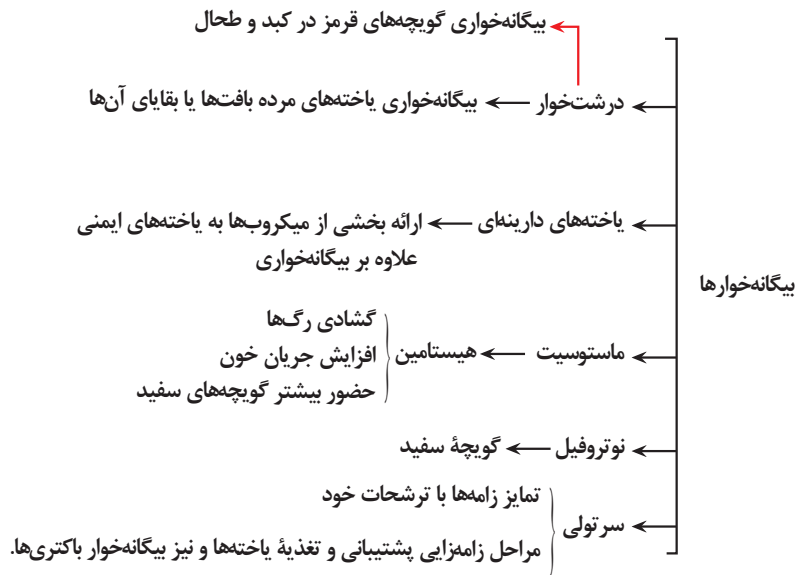 بیگانه‌خوارها
بیگانه‌خواری گویچه‌های قرمز در کبد و طحال
درشت‌خوار ← بیگانه‌خواری یاخته‌های مرده بافت‌ها یا بقایای آن‌ها
یاخته‌های دارینه‌ای ← ارائه بخشی از میکروب‌ها به یاخته‌های ایمنی
علاوه بر بیگانه‌خواری
ماستوسیت ← هیستامین
گشادی رگ‌ها
افزایش جریان خون
حضور بیشتر گویچه‌های سفید
نوتروفیل ← گویچهٔ سفید
سرتولی
تمایز زامه‌ها با ترشحات خود
مراحل زامه‌زایی پشتیبانی و تغذیهٔ یاخته‌ها و نیز بیگانه‌خوار باکتری‌ها.